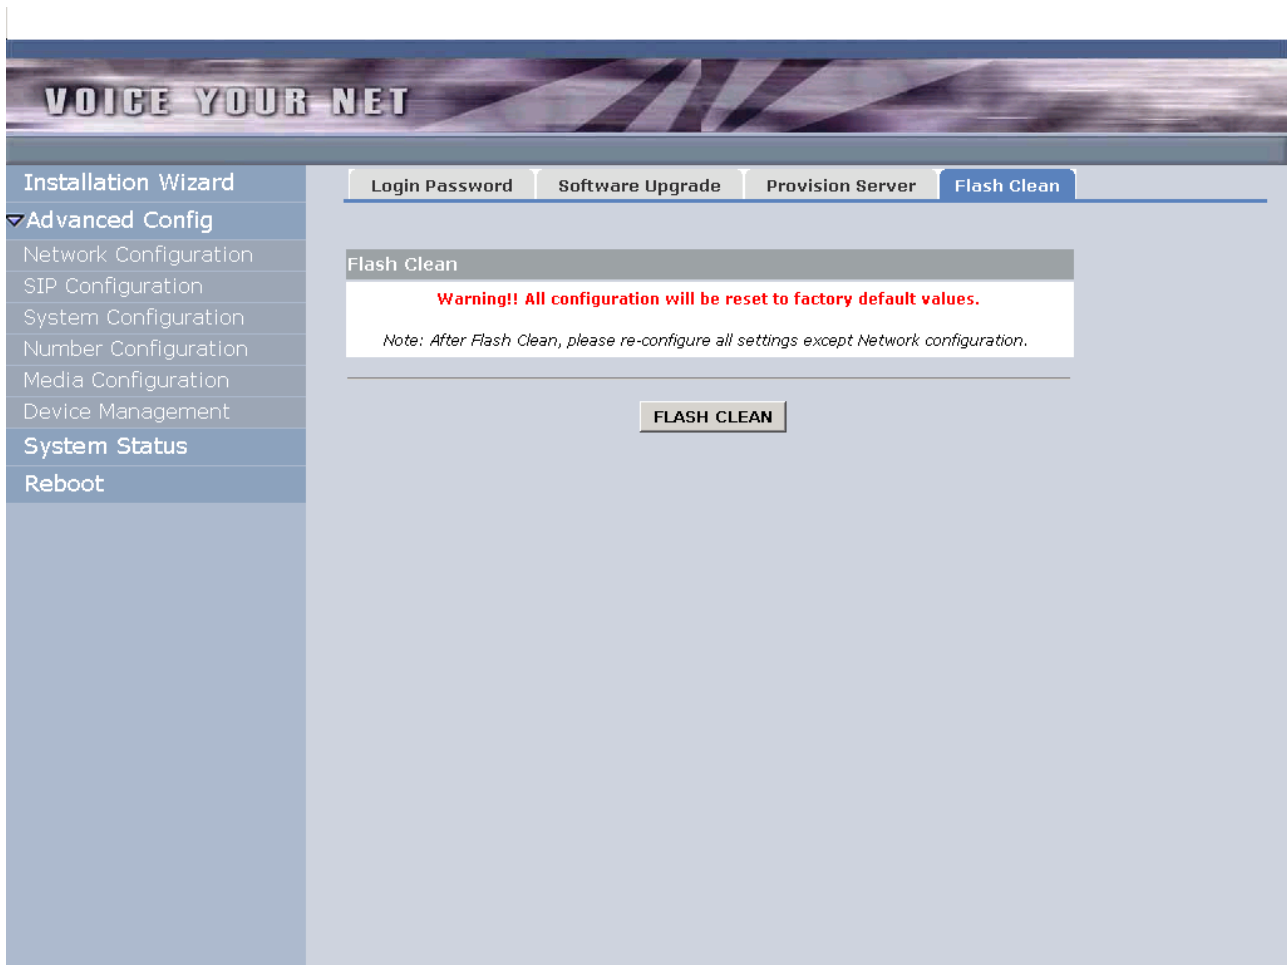 VOICE YOUR NET
Installation Wizard
Advanced Config
Network Configuration
SIP Configuration
System Configuration
Number Configuration
Media Configuration
Device Management
System Status
Reboot
Login Password Software Upgrade Provision Server Flash Clean
Flash Clean
Warning!! All configuration will be reset to factory default values.
Note: After Flash Clean, please re-configure all settings except Network configuration.
FLASH CLEAN